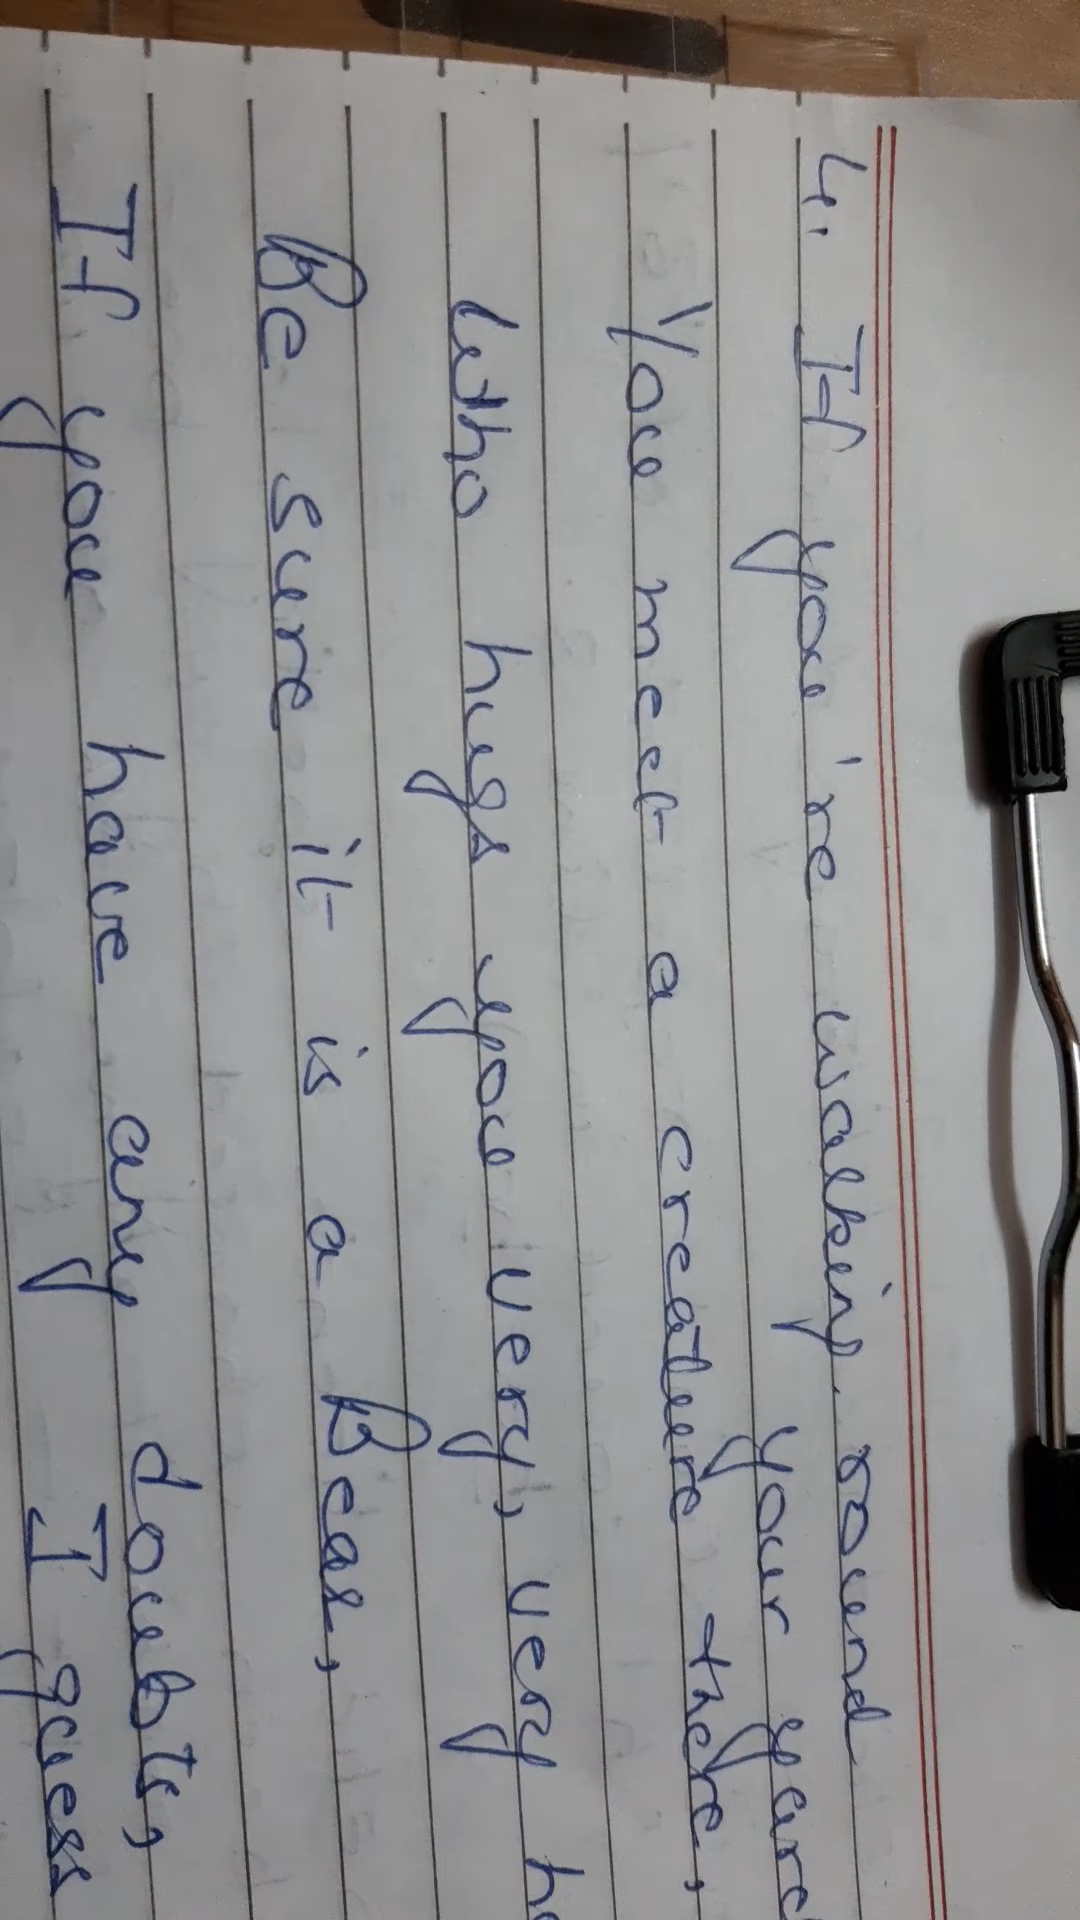 4. If you're walking round
your yard
You meet a creature there,
Who hugs you very, very
Be sure it is a Bear,
If you have any doubts,
I guess